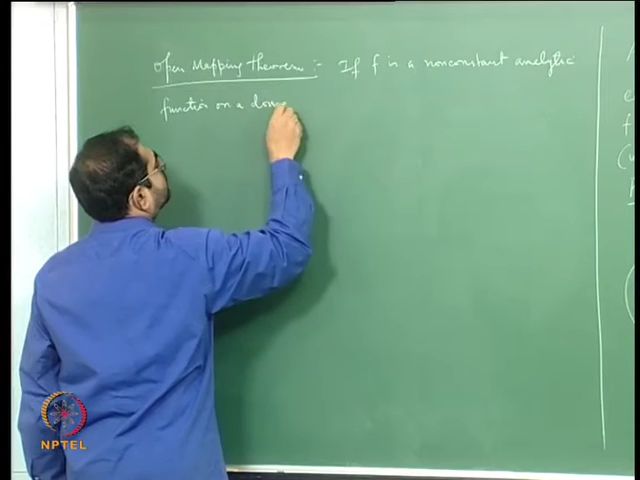 Open Mapping theorem :- If f is a nonconstant analytic
function on a dom
NPTEL